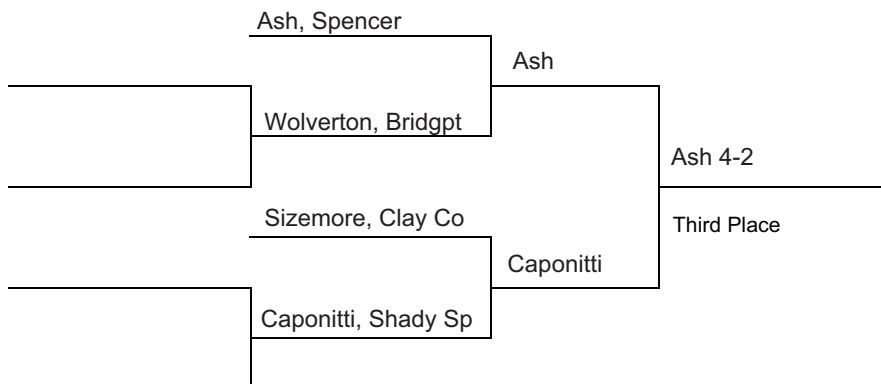 Ash, Spencer
Ash
Wolverton, Bridgpt
Ash 4-2
Sizemore, Clay Co
Third Place
Caponitti
Caponitti, Shady Sp